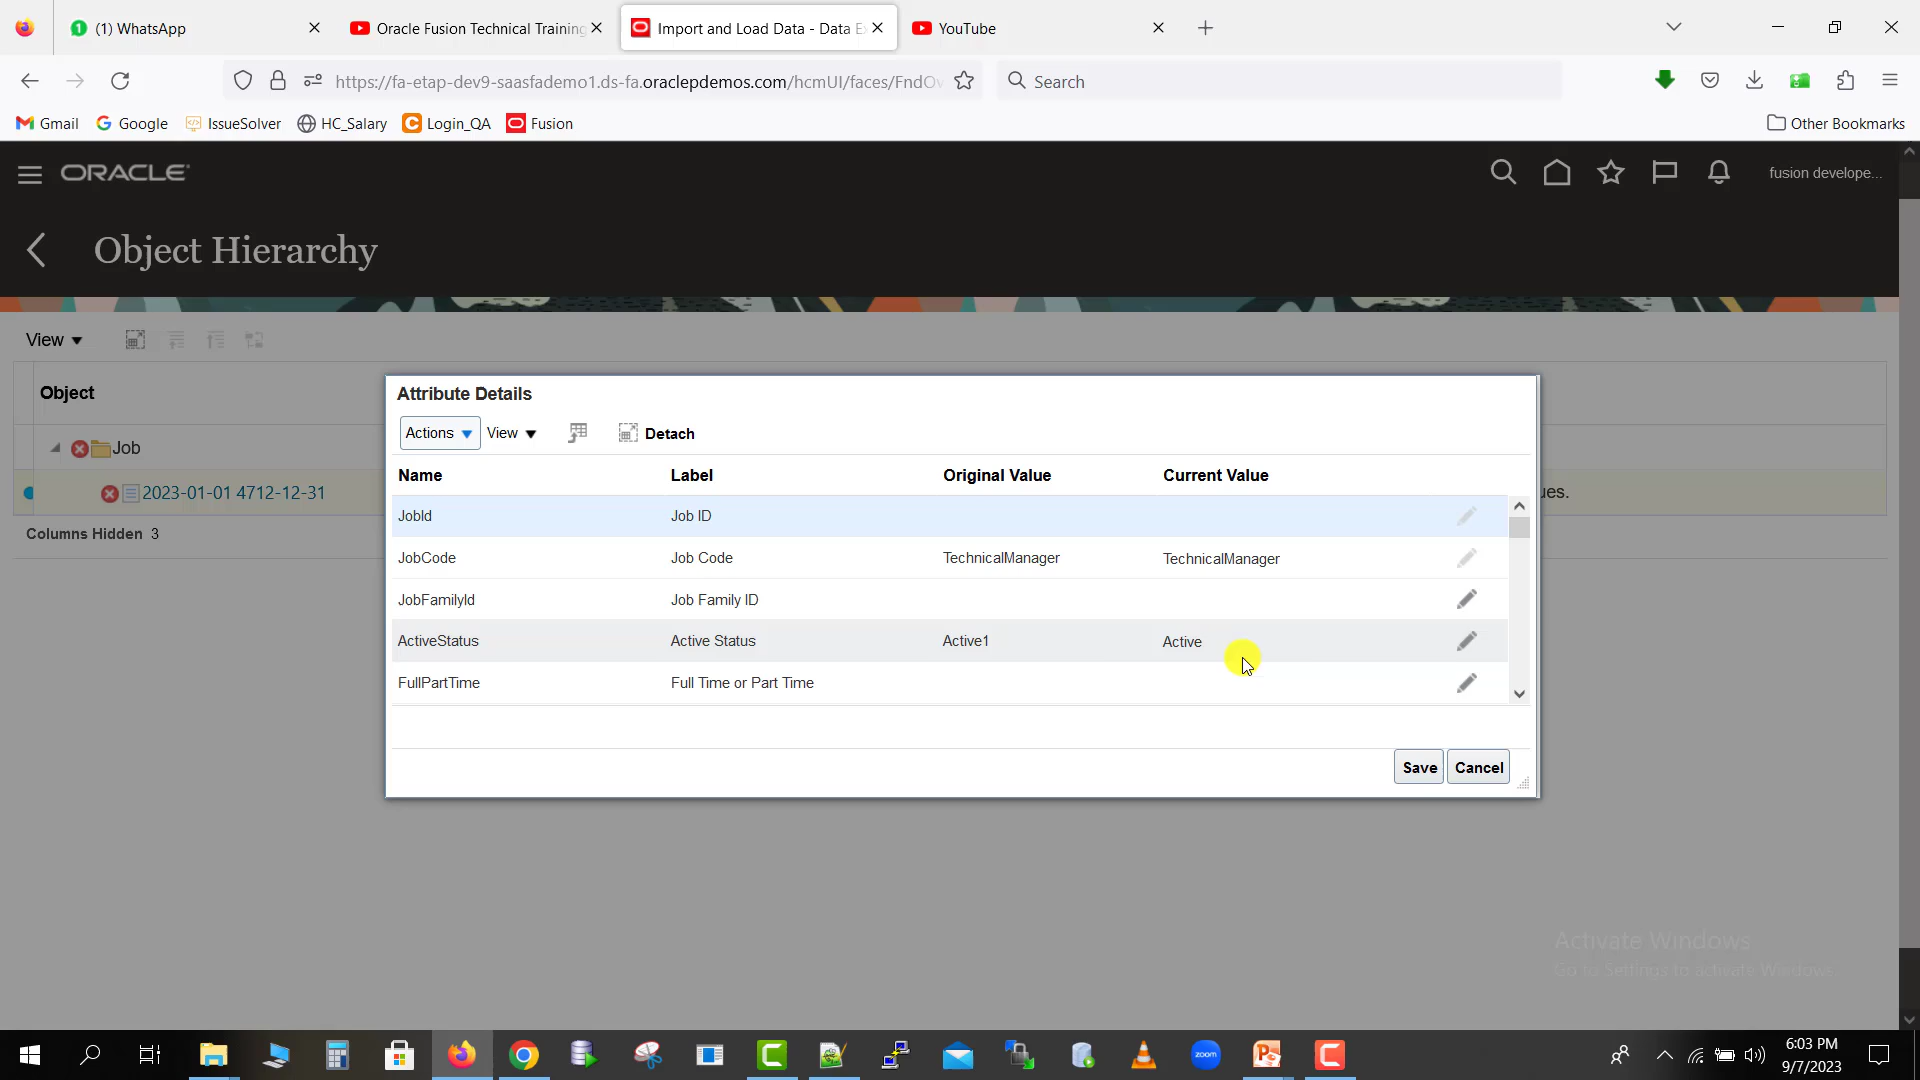 (1) WhatsApp
Oracle Fusion Technical Training
Import and Load Data - Data E
YouTube
https://fa-etap-dev9-saasfademo1.ds-fa.oraclepdemos.com/hcmUI/faces/FndOv
Search
Gmail
Google
IssueSolver
HC_Salary
Login_QA
Fusion
Other Bookmarks
ORACLE
fusion develope...
Object Hierarchy
View
Object
Job
2023-01-01 4712-12-31
ues.
Columns Hidden 3
Attribute Details
Actions View Detach
Name Label Original Value Current Value
JobId Job ID
JobCode Job Code TechnicalManager TechnicalManager
JobFamilyId Job Family ID
ActiveStatus Active Status Active1 Active
FullPartTime Full Time or Part Time
Save Cancel
Activate Windows
Go to Settings to activate Windows.
zoom
6:03 PM
9/7/2023